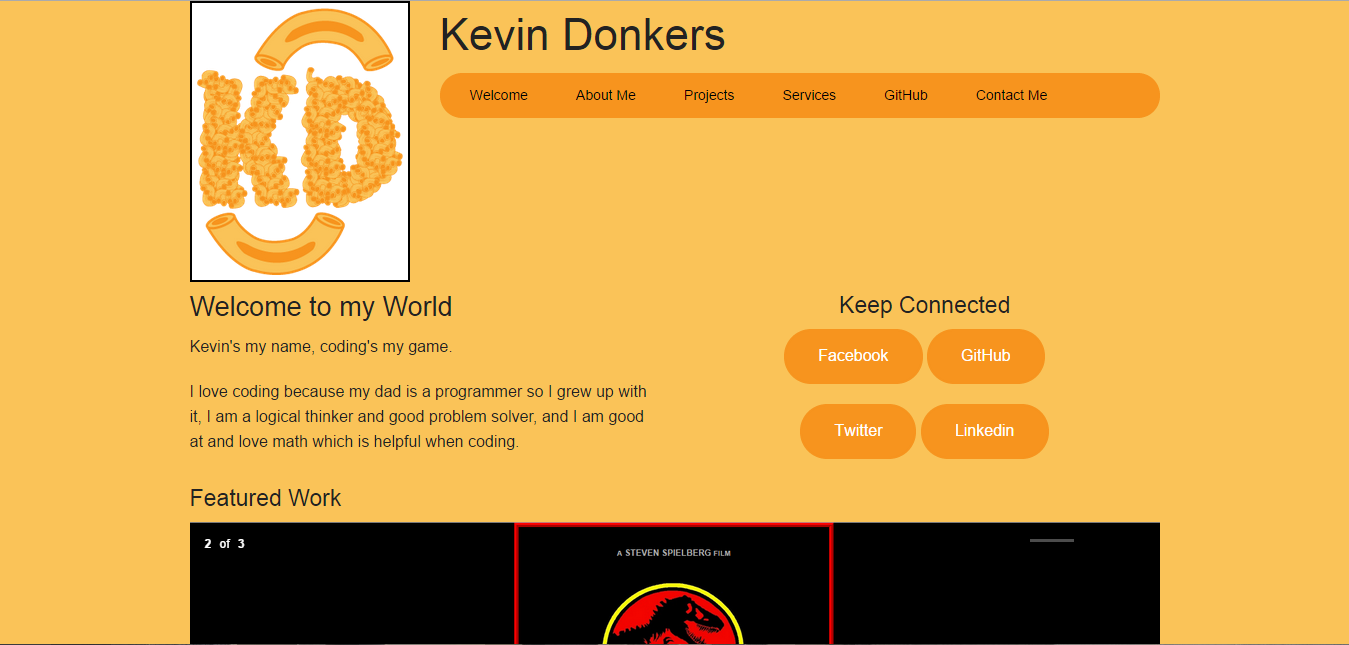 KD
Kevin Donkers
Welcome About Me Projects Services GitHub Contact Me
Welcome to my World
Kevin's my name, coding's my game.
I love coding because my dad is a programmer so I grew up with
it, I am a logical thinker and good problem solver, and I am good
at and love math which is helpful when coding.
Keep Connected
Facebook GitHub
Twitter Linkedin
Featured Work
2 of 3
A STEVEN SPIELBERG FILM